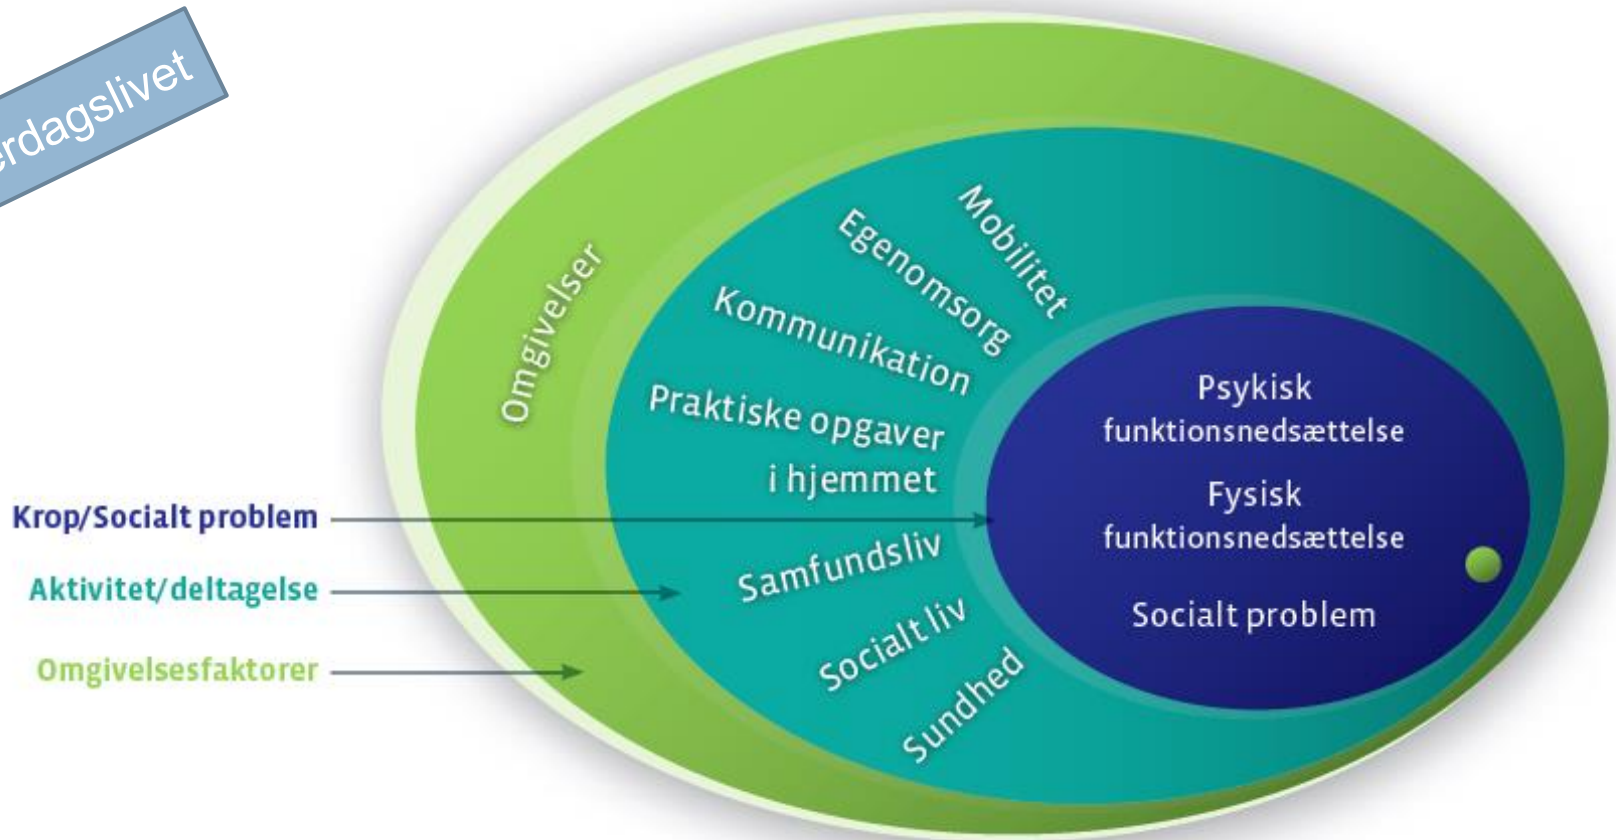 Omgivelser
Mobilitet
Egenomsorg
Kommunikation
Praktiske opgaver
i hjemmet
Samfundsliv
Socialt liv
Sundhed
Psykisk
funktionsnedsættelse
Fysisk
funktionsnedsættelse
Socialt problem
Krop/Socialt problem
Aktivitet/deltagelse
Omgivelsesfaktorer